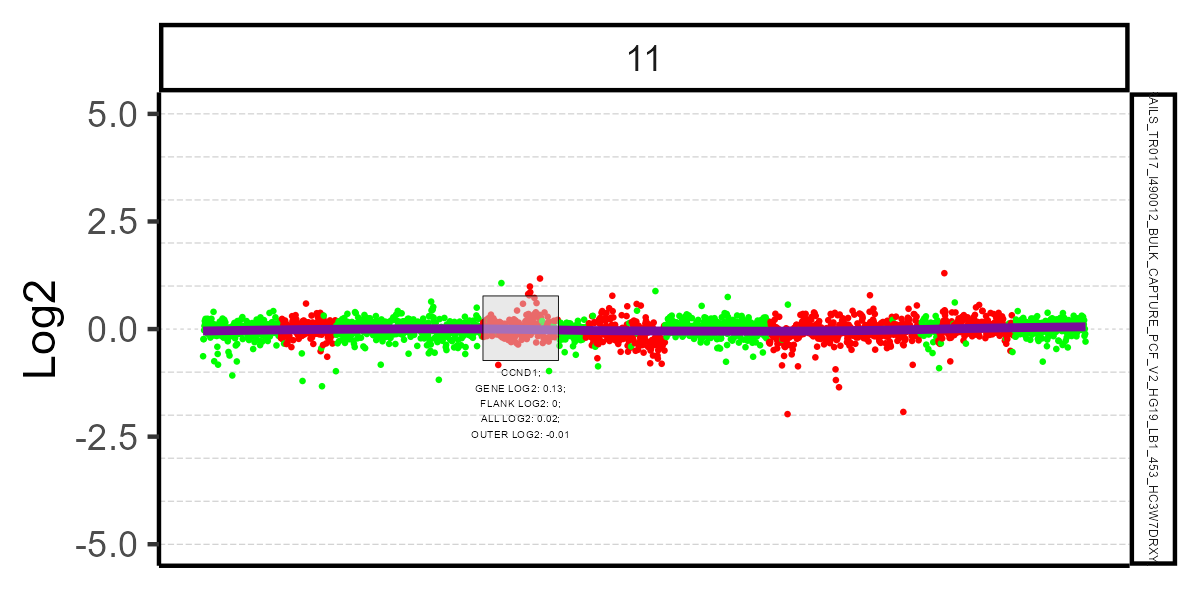 11
5.0
2.5
0.0
-2.5
-5.0
Log2
CCND1;
GENE LOG2: 0.13;
FLANK LOG2: 0;
ALL LOG2: 0.02;
OUTER LOG2: -0.01
AILS_TR017_I490012_BULK_CAPTURE_PCF_V2_HG19_LB1_453_HC3W7DRXY